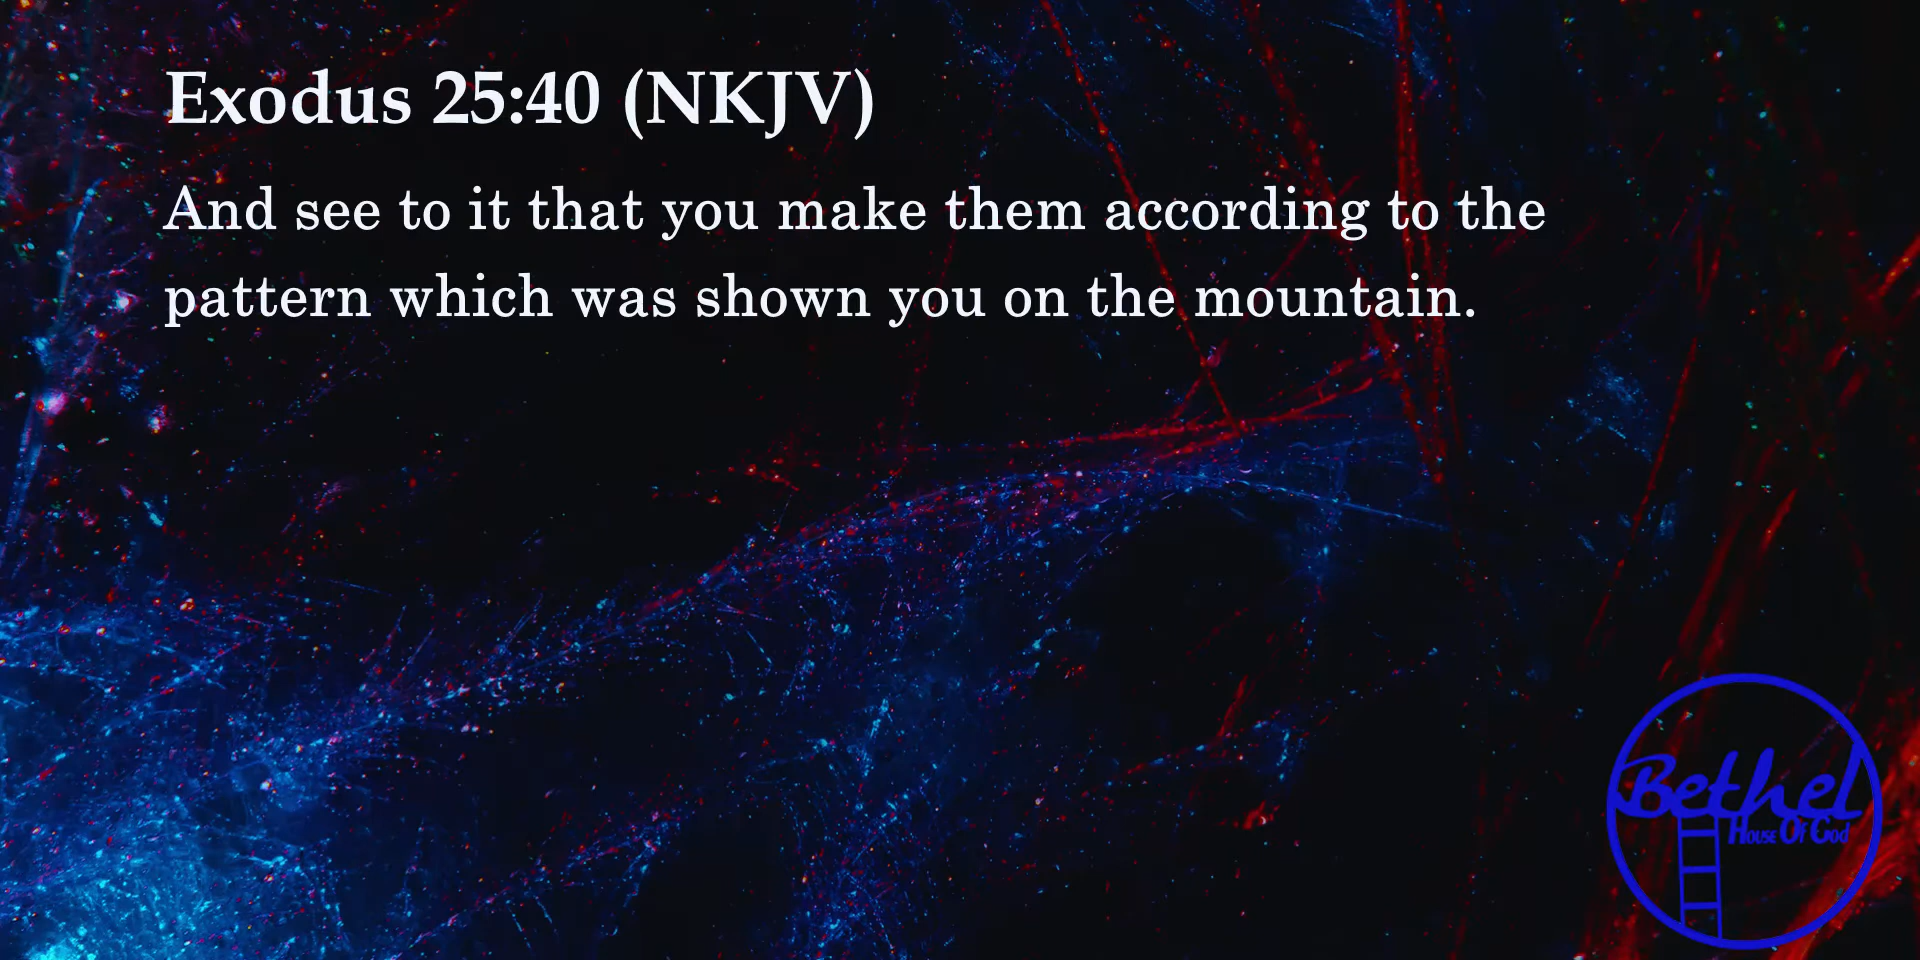 Exodus 25:40 (NKJV)
And see to it that you make them according to the
pattern which was shown you on the mountain.
Bethel
House Of God